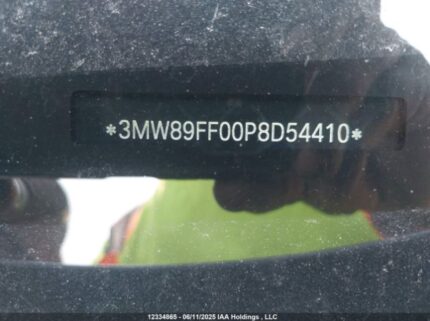 *3MW89FF00P8D54410*
12334865 - 06/11/2025 IAA Holdings , LLC